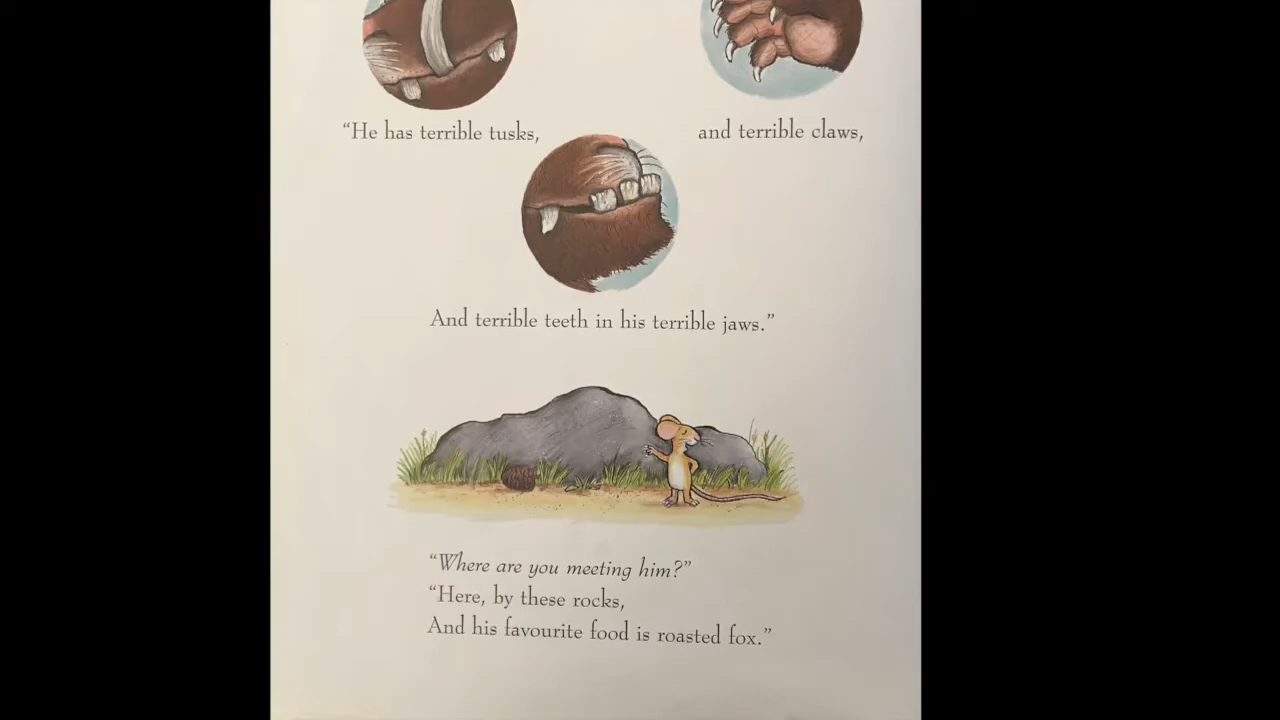 “He has terrible tusks,
and terrible claws,
And terrible teeth in his terrible jaws.”
“Where are you meeting him?”
“Here, by these rocks,
And his favourite food is roasted fox.”